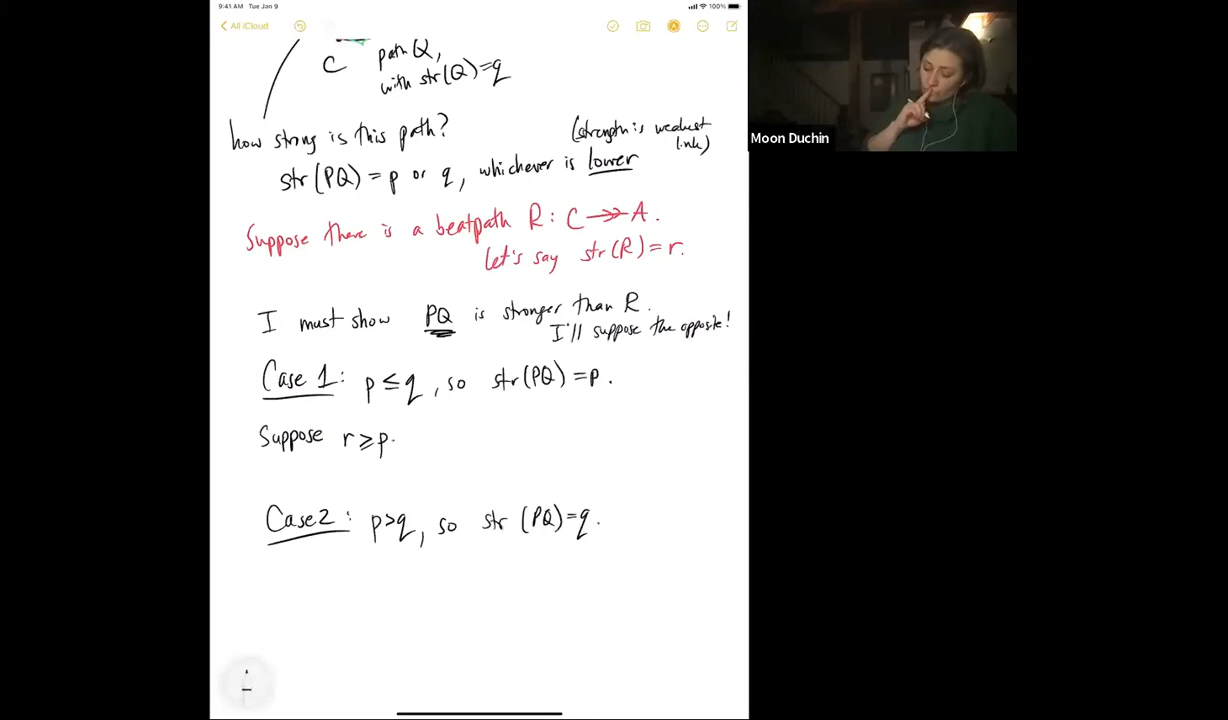 9:41 AM Tue Jan 9
100%
All iCloud
C path Q,
with str(Q)=q
how strong is this path?
(strength is weakest
link)
str(PQ) = p or q, whichever is lower
Suppose there is a beatpath R: C ↠ A.
Let's say str(R)=r.
I must show PQ is stronger than R.
I'll suppose the opposite!
Case 1: p ≤ q, so str(PQ)=p.
Suppose r ≥ p.
Case 2: p>q, so str (PQ)=q.
Moon Duchin